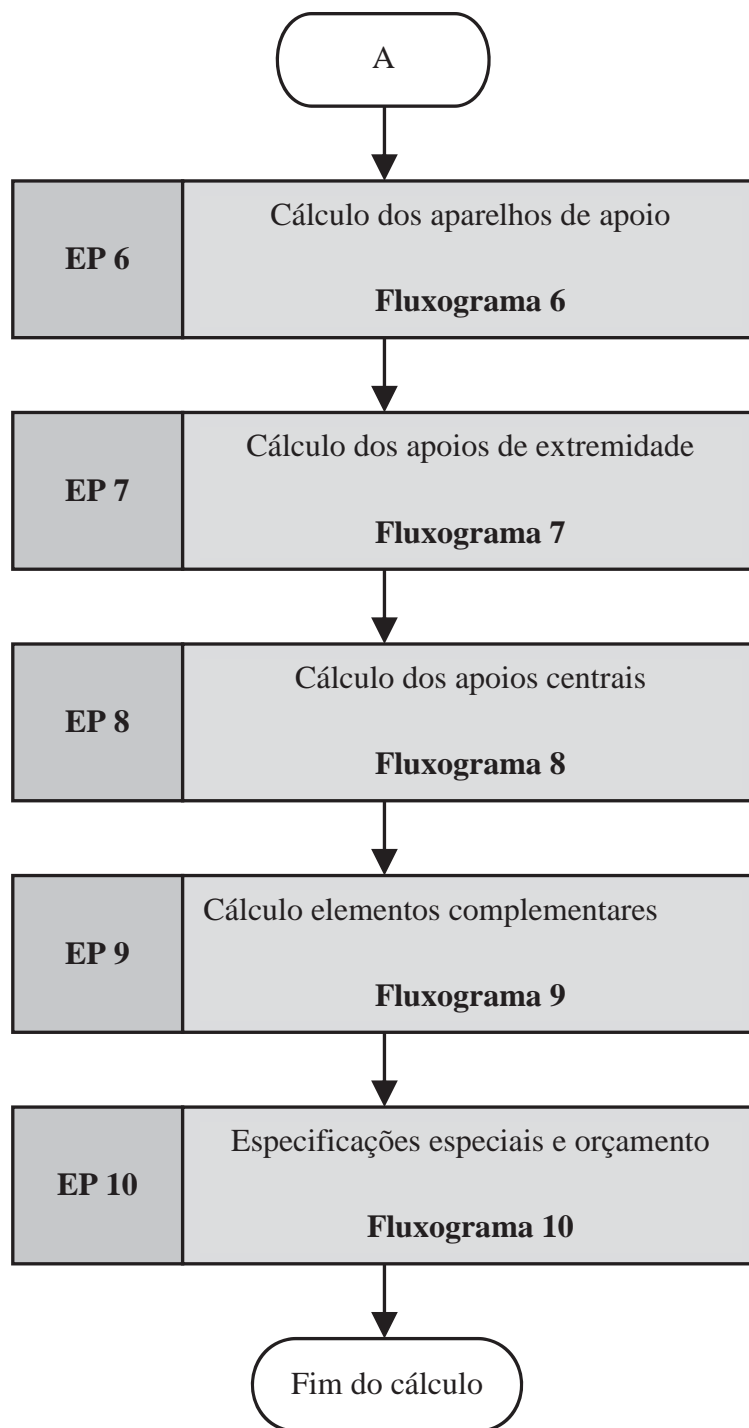 A
EP 6
Cálculo dos aparelhos de apoio
Fluxograma 6
EP 7
Cálculo dos apoios de extremidade
Fluxograma 7
EP 8
Cálculo dos apoios centrais
Fluxograma 8
EP 9
Cálculo elementos complementares
Fluxograma 9
EP 10
Especificações especiais e orçamento
Fluxograma 10
Fim do cálculo